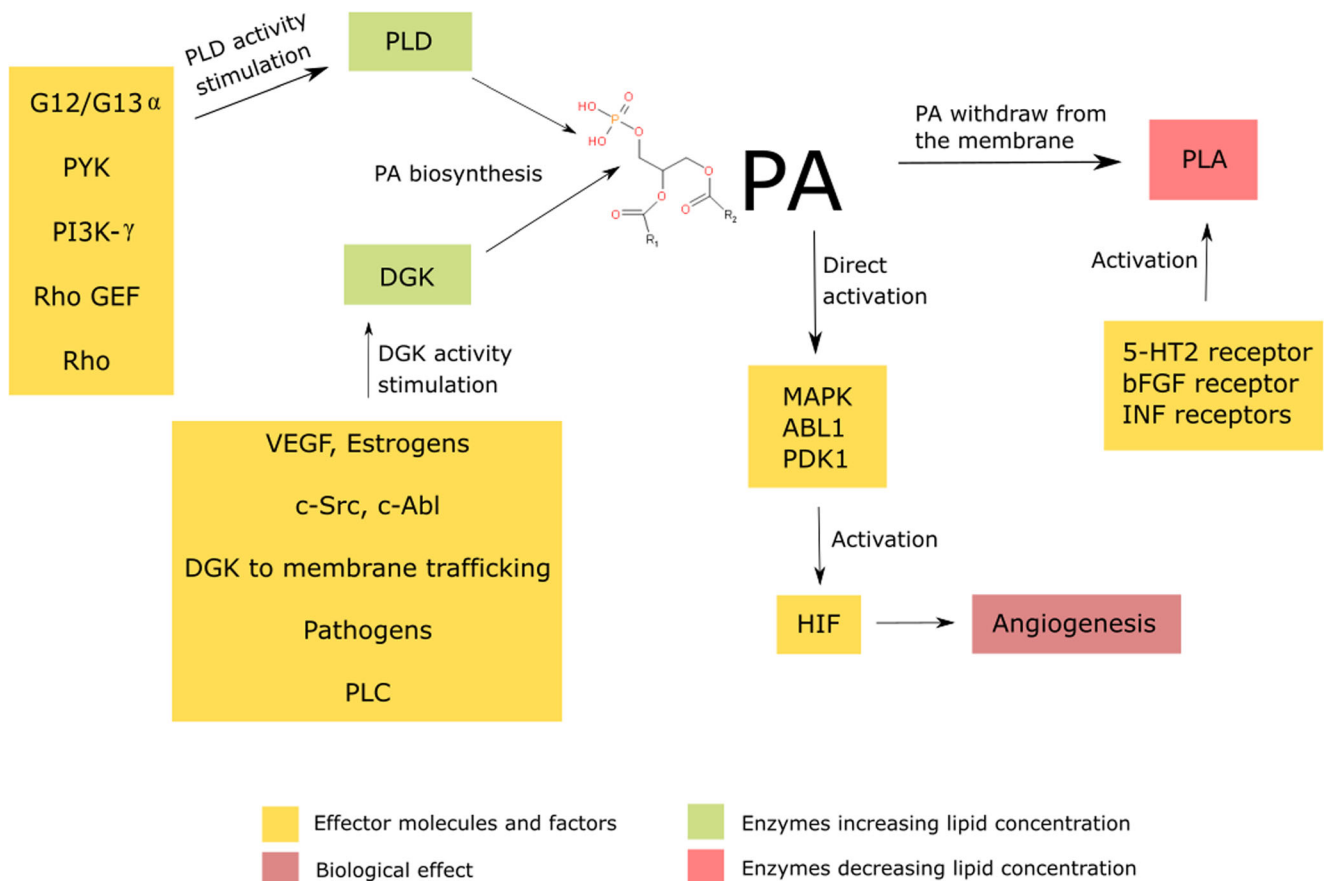 PLD activity
stimulation
PLD
G12/G13 α
PYK
PI3K-γ
Rho GEF
Rho
PA biosynthesis
DGK
DGK activity
stimulation
VEGF, Estrogens
c-Src, c-Abl
DGK to membrane trafficking
Pathogens
PLC
O
HO
P
HO
O
O
O
O
O
R1
R2
PA
PA withdraw from
the membrane
PLA
Activation
5-HT2 receptor
bFGF receptor
INF receptors
Direct
activation
MAPK
ABL1
PDK1
Activation
HIF
Angiogenesis
Effector molecules and factors
Biological effect
Enzymes increasing lipid concentration
Enzymes decreasing lipid concentration